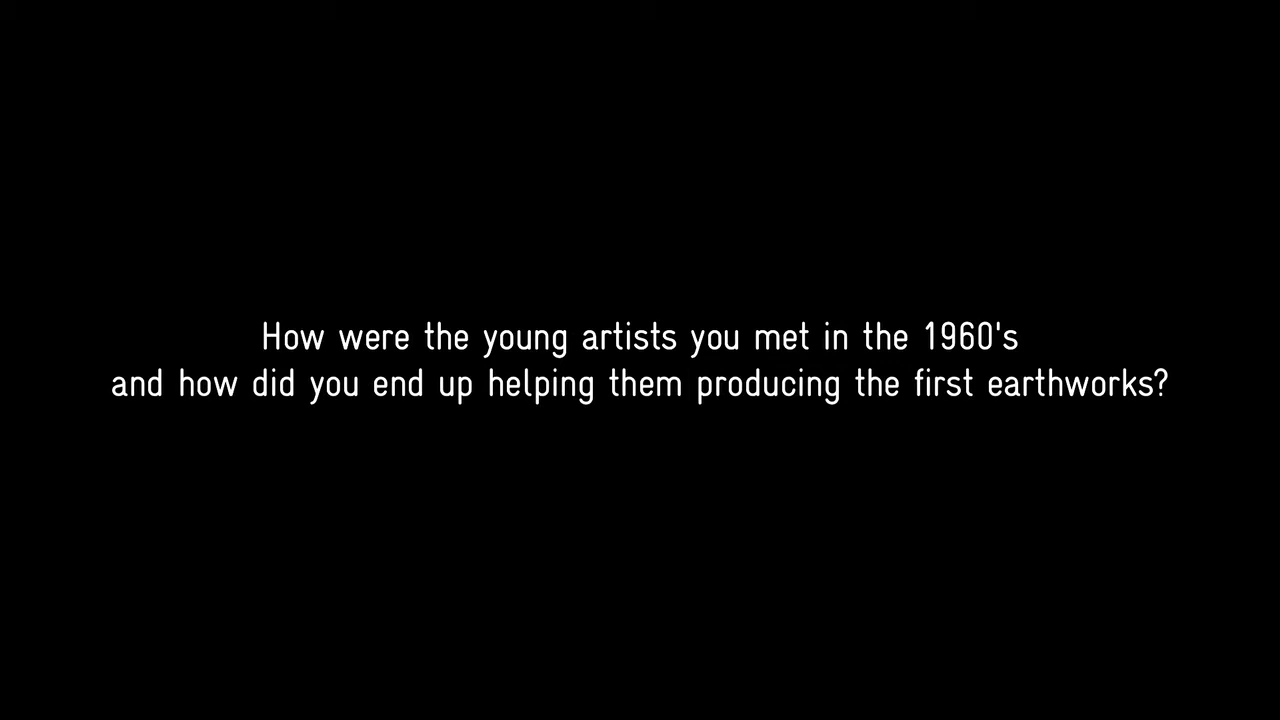 How were the young artists you met in the 1960's
and how did you end up helping them producing the first earthworks?